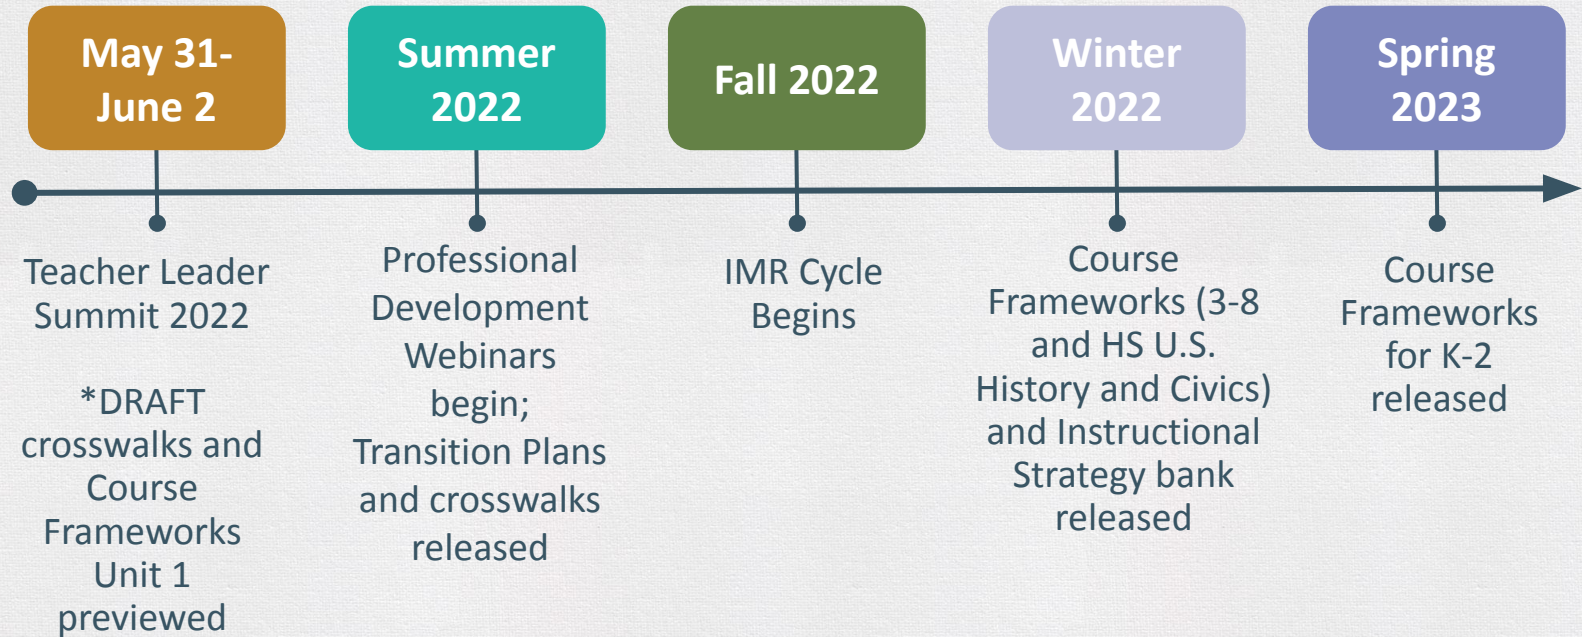 May 31-
June 2
Summer
2022
Fall 2022
Winter
2022
Spring
2023
Teacher Leader
Summit 2022
*DRAFT
crosswalks and
Course
Frameworks
Unit 1
previewed
Professional
Development
Webinars
begin;
Transition Plans
and crosswalks
released
IMR Cycle
Begins
Course
Frameworks (3-8
and HS U.S.
History and Civics)
and Instructional
Strategy bank
released
Course
Frameworks
for K-2
released